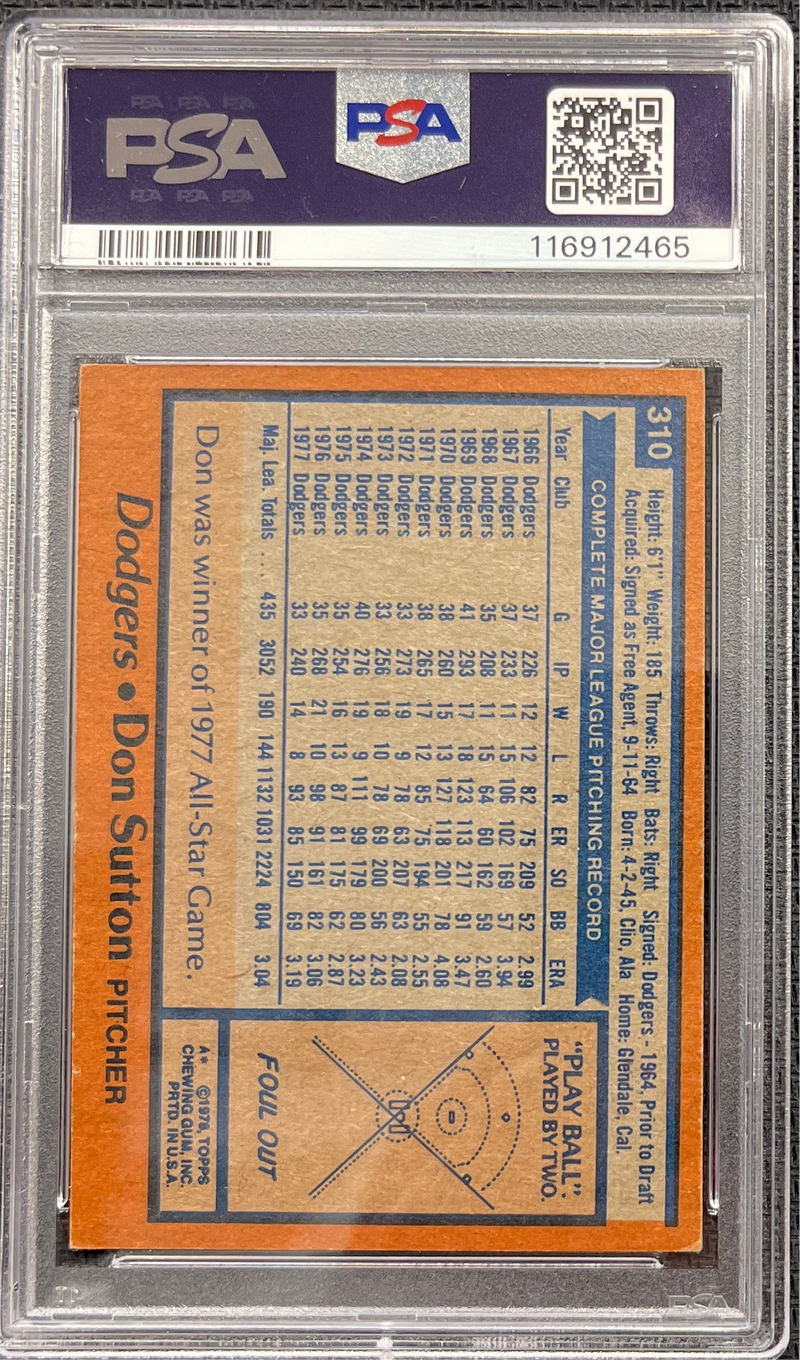 PSA PSA PSA
PSA
PSA PSA PSA
PSA
116912465
310
Height: 6'1" Weight: 185 Throws: Right Bats: Right Signed: Dodgers - 1964, Prior to Draft
Acquired: Signed as Free Agent, 9-11-64 Born: 4-2-45, Clio, Ala Home: Glendale, Cal.
COMPLETE MAJOR LEAGUE PITCHING RECORD
Year Club G IP W L R ER SO BB ERA
1966 Dodgers 37 226 12 12 82 75 209 52 2.99
1967 Dodgers 37 233 11 15 106 102 169 57 3.94
1968 Dodgers 35 208 11 15 64 60 162 59 2.60
1969 Dodgers 41 293 17 18 123 113 217 91 3.47
1970 Dodgers 38 260 15 13 127 118 201 78 4.08
1971 Dodgers 38 265 17 12 85 75 194 55 2.55
1972 Dodgers 33 273 19 9 78 63 207 63 2.08
1973 Dodgers 33 256 18 10 78 69 200 56 2.43
1974 Dodgers 40 276 19 9 111 99 179 80 3.23
1975 Dodgers 35 254 16 13 87 81 175 62 2.87
1976 Dodgers 35 268 21 10 98 91 161 82 3.06
1977 Dodgers 33 240 14 8 93 85 150 69 3.19
Maj. Lea. Totals ... 435 3052 190 144 1132 1031 2224 804 3.04
Don was winner of 1977 All-Star Game.
"PLAY BALL":
PLAYED BY TWO.
FOUL OUT
A* ©1978, TOPPS
CHEWING GUM, INC.
PRTD. IN U.S.A.
Dodgers • Don Sutton PITCHER
PSA